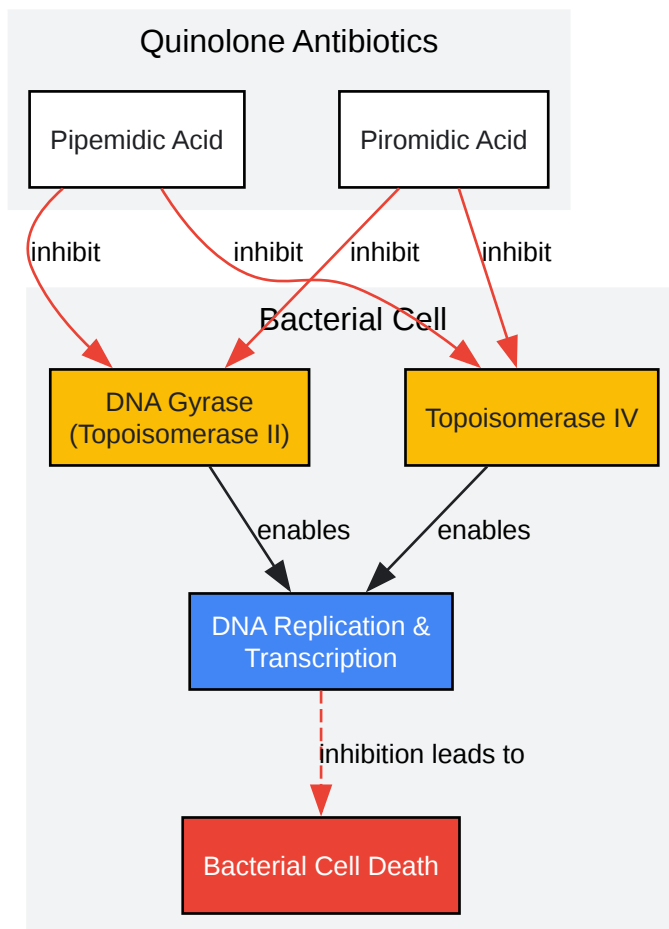 Quinolone Antibiotics
Pipemidic Acid
Piromidic Acid
inhibit
inhibit
inhibit
inhibit
Bacterial Cell
DNA Gyrase
(Topoisomerase II)
Topoisomerase IV
enables
enables
DNA Replication &
Transcription
inhibition leads to
Bacterial Cell Death